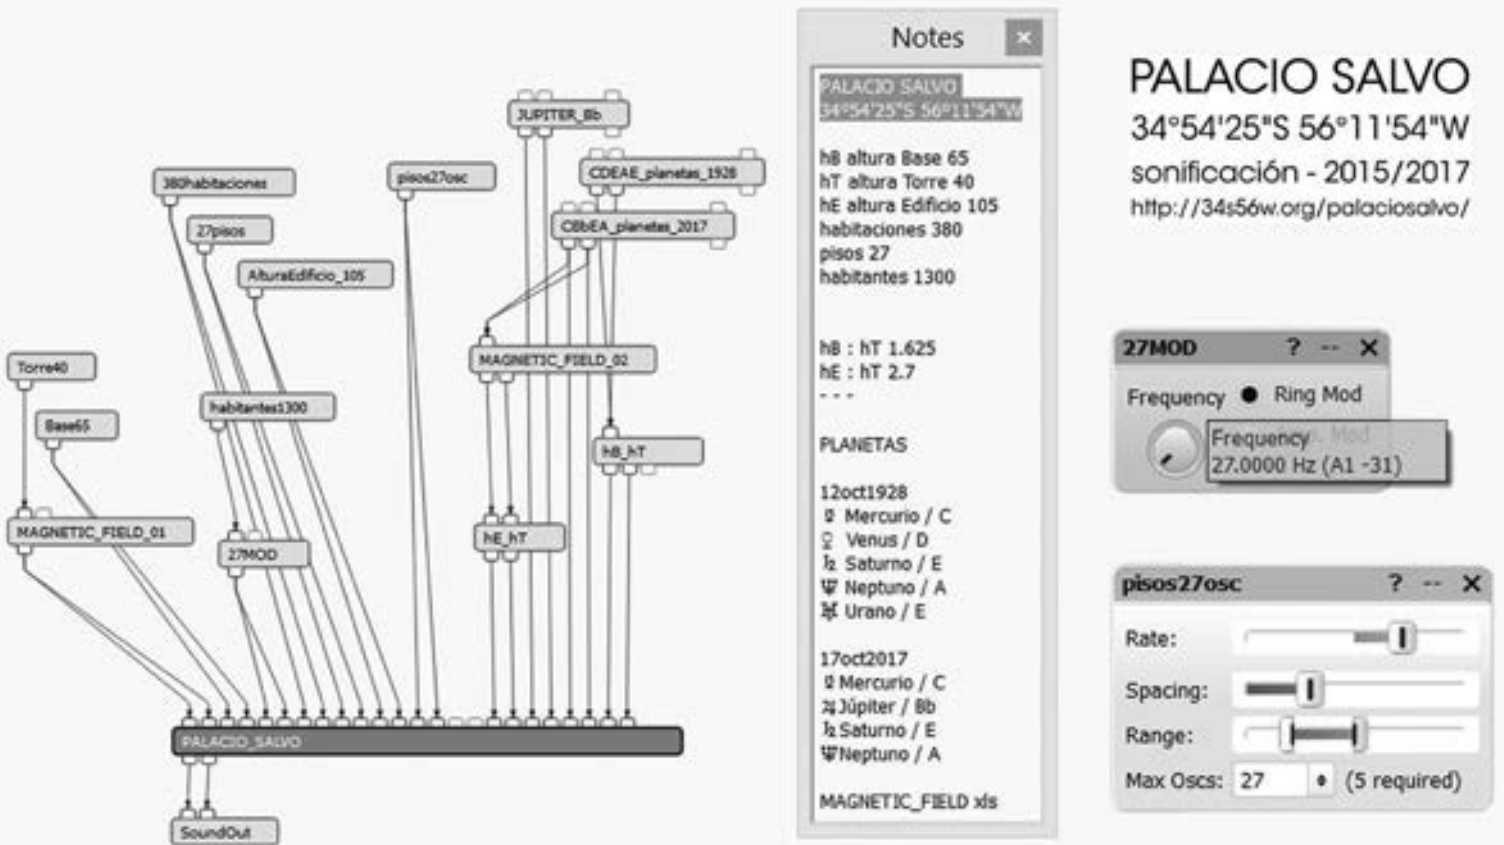 JUPITER_Bb
CDEAE_planetas_1928
380habitaciones
pisos27osc
CBbEA_planetas_2017
27pisos
AlturaEdificio_105
MAGNETIC_FIELD_02
Torre40
habitantes1300
Base65
hB_hT
MAGNETIC_FIELD_01
hE_hT
27MOD
PALACIO_SALVO
SoundOut
Notes
PALACIO SALVO
34º54'25"S 56º11'54"W
hB altura Base 65
hT altura Torre 40
hE altura Edificio 105
habitaciones 380
pisos 27
habitantes 1300
hB : hT 1.625
hE : hT 2.7
- - -
PLANETAS
12oct1928
☿ Mercurio / C
♀ Venus / D
♄ Saturno / E
♆ Neptuno / A
♅ Urano / E
17oct2017
☿ Mercurio / C
♃ Júpiter / Bb
♄ Saturno / E
♆ Neptuno / A
MAGNETIC_FIELD xls
PALACIO SALVO
34°54'25"S 56°11'54"W
sonificación - 2015/2017
http://34s56w.org/palaciosalvo/
27MOD ? -- X
Frequency Ring Mod
Mod
Frequency
27.0000 Hz (A1 -31)
pisos27osc ? -- X
Rate:
Spacing:
Range:
Max Oscs: 27 (5 required)